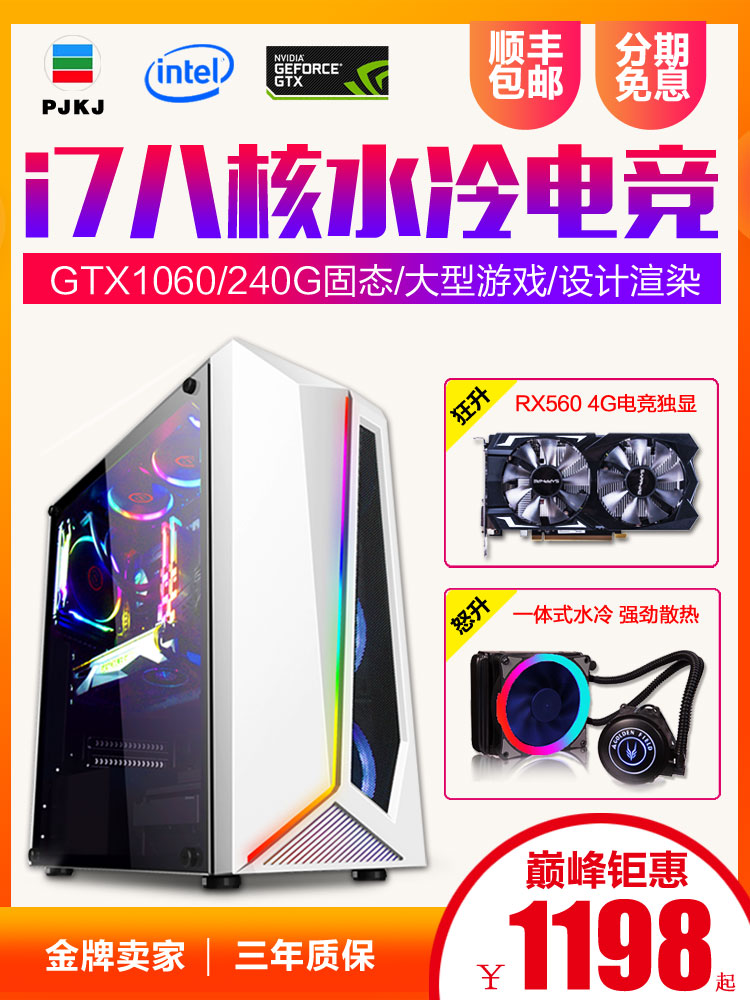 PJKJ
intel
NVIDIA
GEFORCE
GTX
顺丰
包邮
分期
免息
i7八核水冷电竞
GTX1060/240G固态/大型游戏/设计渲染
狂升
RX560 4G电竞独显
SAPPHIRE
怒升
一体式水冷 强劲散热
GOLDEN FIELD
巅峰钜惠
¥1198起
金牌卖家 | 三年质保